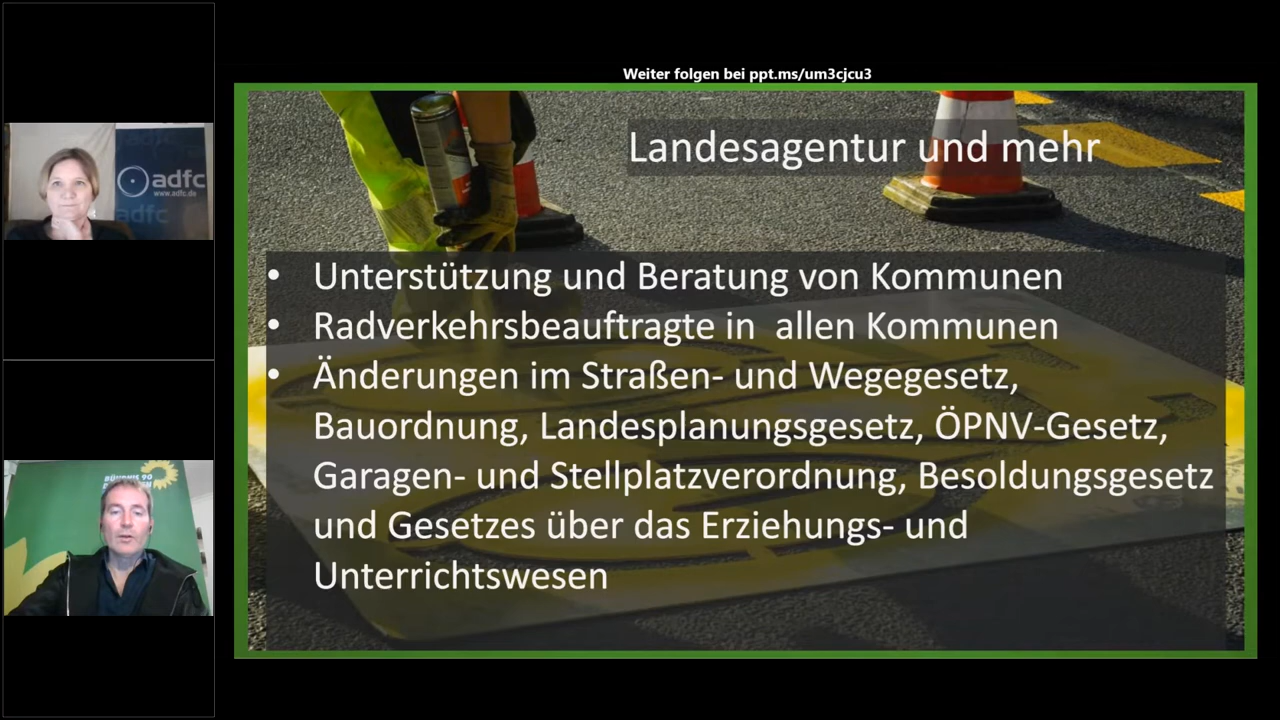 Weiter folgen bei ppt.ms/um3cjcu3
Landesagentur und mehr
adfc
www.adfc.de
adfc
BÜNDNIS 90
• Unterstützung und Beratung von Kommunen
• Radverkehrsbeauftragte in allen Kommunen
• Änderungen im Straßen- und Wegegesetz,
Bauordnung, Landesplanungsgesetz, ÖPNV-Gesetz,
Garagen- und Stellplatzverordnung, Besoldungsgesetz
und Gesetzes über das Erziehungs- und
Unterrichtswesen